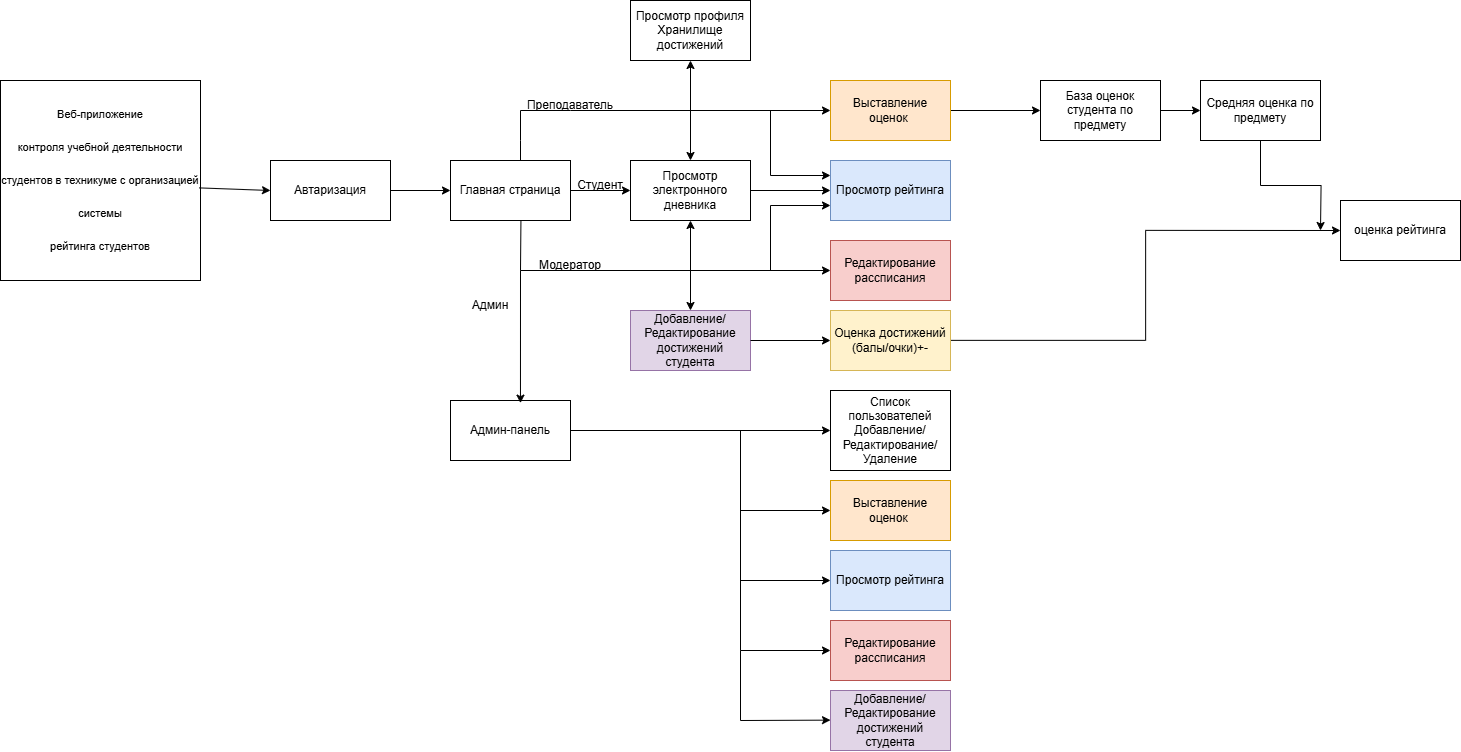 Просмотр профиля
Хранилище
достижений
Веб-приложение
контроля учебной деятельности
студентов в техникуме с организацией
системы
рейтинга студентов
Автаризация
Главная страница
Преподаватель
Студент
Модератор
Админ
Просмотр
электронного
дневника
Выставление
оценок
База оценок
студента по
предмету
Средняя оценка по
предмету
Просмотр рейтинга
оценка рейтинга
Редактирование
рассписания
Добавление/
Редактирование
достижений
студента
Оценка достижений
(балы/очки)+-
Админ-панель
Список
пользователей
Добавление/
Редактирование/
Удаление
Выставление
оценок
Просмотр рейтинга
Редактирование
рассписания
Добавление/
Редактирование
достижений
студента